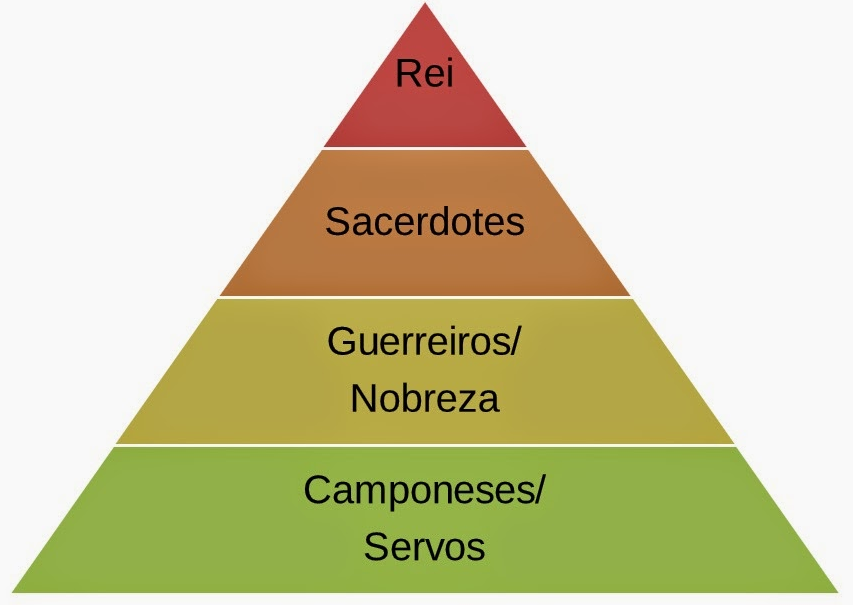 Rei
Sacerdotes
Guerreiros/
Nobreza
Camponeses/
Servos